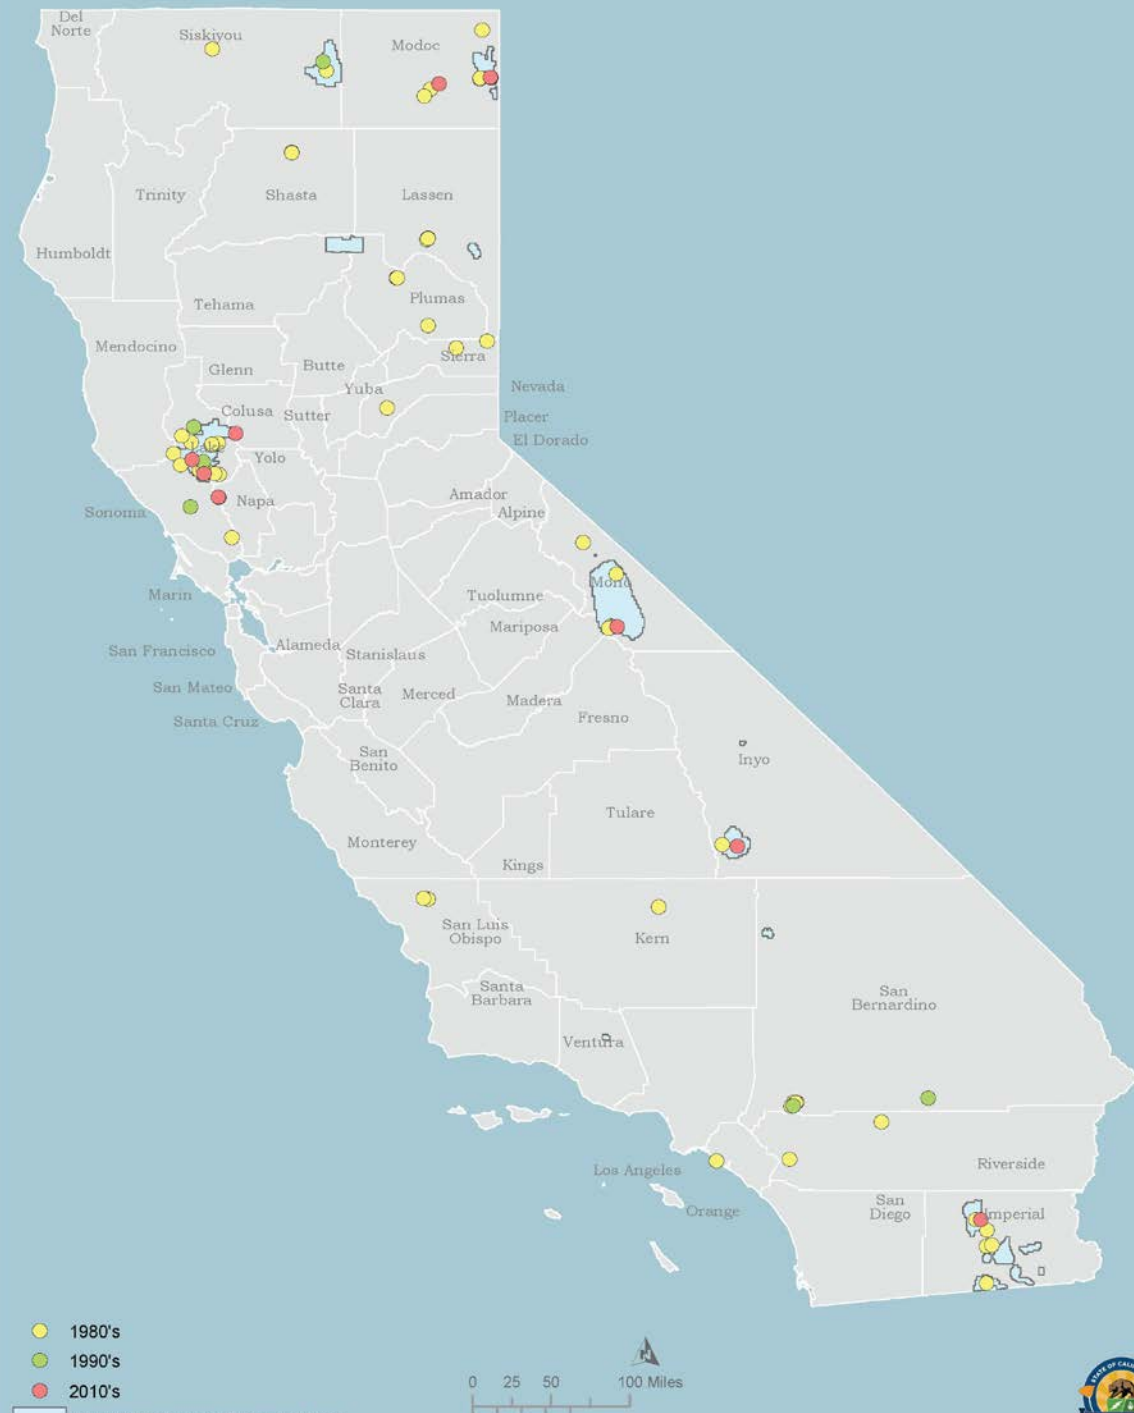 Del
Norte
Siskiyou
Modoc
Trinity
Shasta
Lassen
Humboldt
Tehama
Plumas
Mendocino
Glenn
Butte
Sierra
Yuba
Nevada
Colusa
Sutter
Placer
El Dorado
Yolo
Napa
Amador
Alpine
Sonoma
Mono
Marin
Tuolumne
Mariposa
Alameda
San Francisco
Stanislaus
San Mateo
Santa
Clara
Merced
Madera
Santa Cruz
Fresno
San
Benito
Inyo
Tulare
Monterey
Kings
San Luis
Obispo
Kern
Santa
Barbara
San
Bernardino
Ventura
Los Angeles
Riverside
Orange
San
Diego
Imperial
1980's
1990's
2010's
N
0 25 50 100 Miles